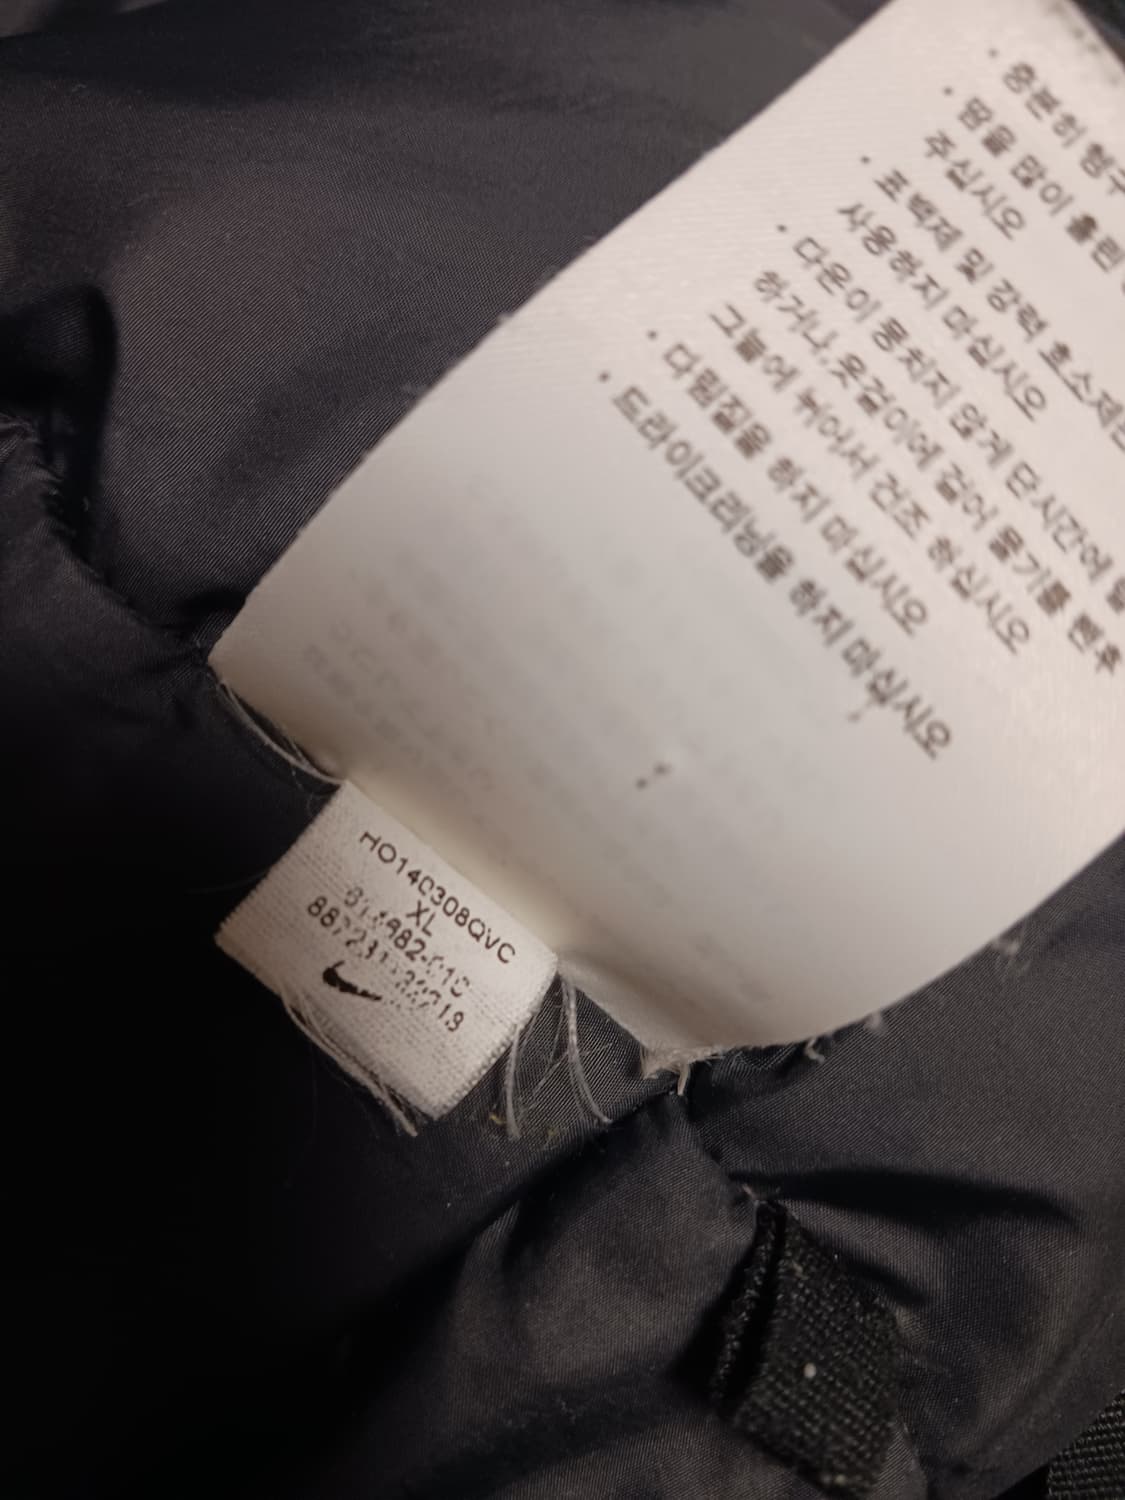 · 충분히 헹구
· 땀을 많이 흘린
주십시오
· 표백제 및 강력 효소제는
사용하지 마십시오
· 다운이 뭉치지 않게 단시간에
하거나, 옷걸이에 걸어 물기를 뺀후
그늘에 뉘어서 건조 하십시오
· 다림질을 하지 마십시오
· 드라이크리닝을 하지 마십시오
HO140308QVC
XL